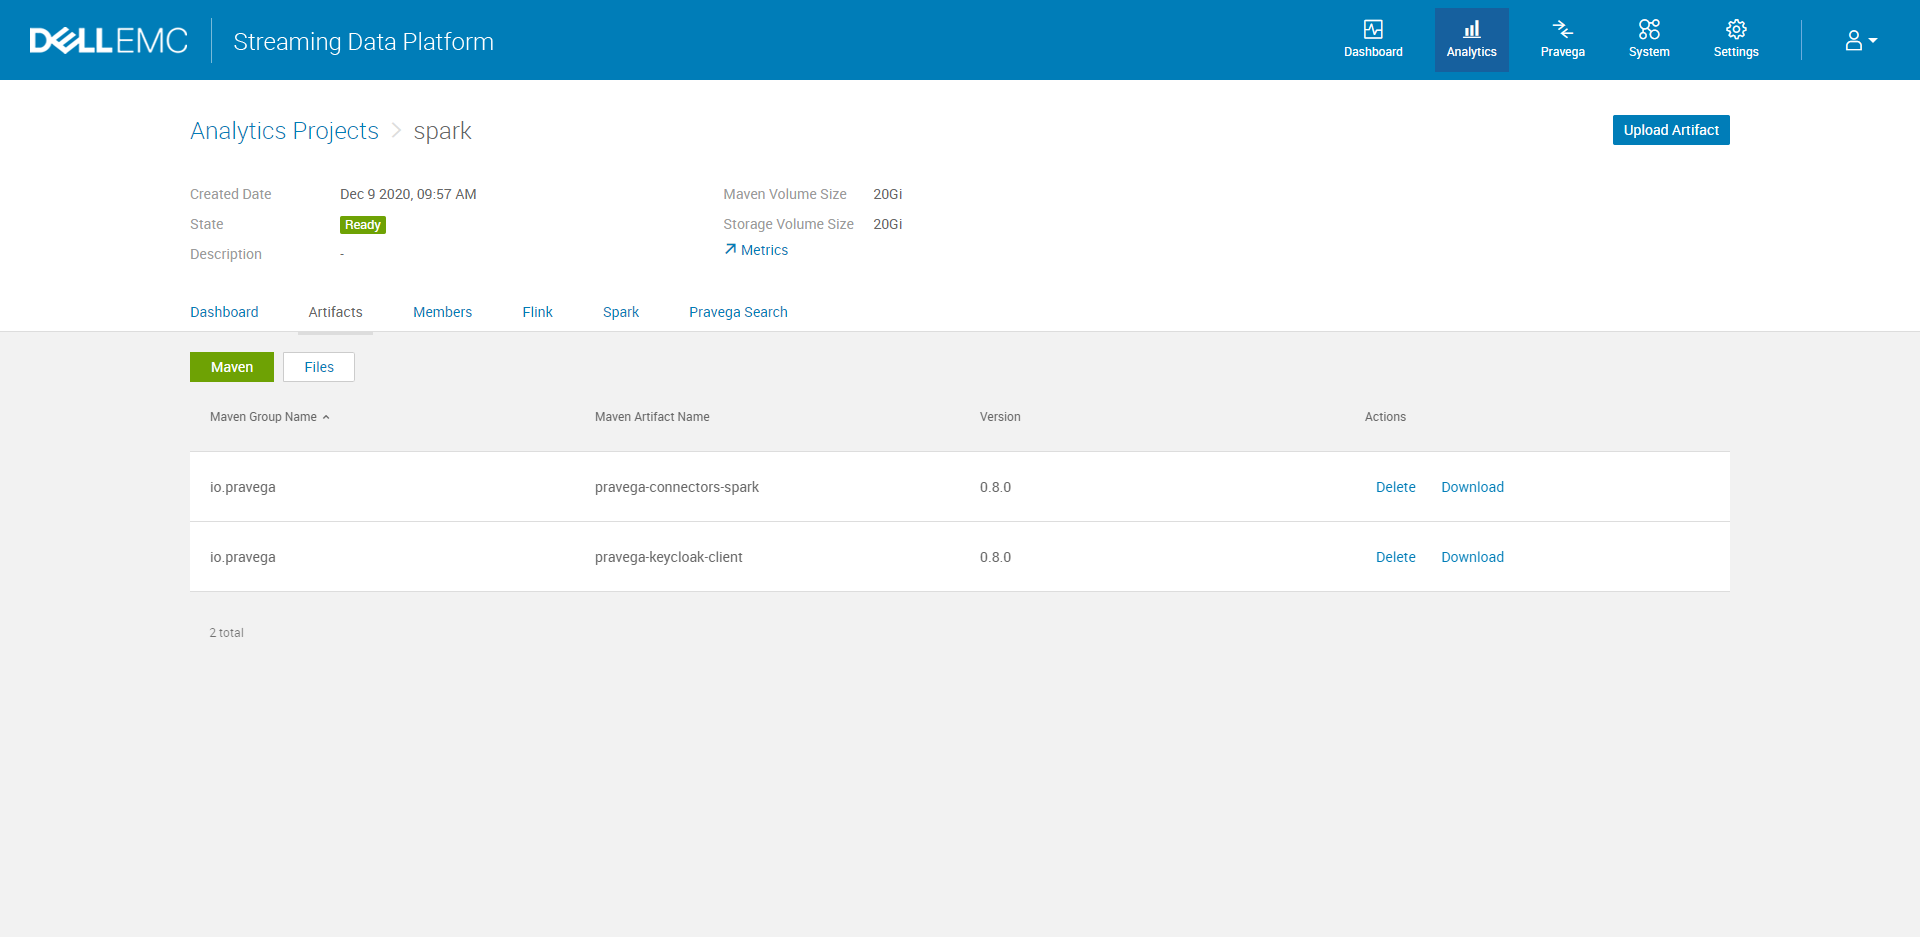 DELLEMC Streaming Data Platform Dashboard Analytics Pravega System Settings
Analytics Projects spark Upload Artifact
Created Date Dec 9 2020, 09:57 AM Maven Volume Size 20Gi
State Ready Storage Volume Size 20Gi
Description - Metrics
Dashboard Artifacts Members Flink Spark Pravega Search
Maven Files
Maven Group Name Maven Artifact Name Version Actions
io.pravega pravega-connectors-spark 0.8.0 Delete Download
io.pravega pravega-keycloak-client 0.8.0 Delete Download
2 total